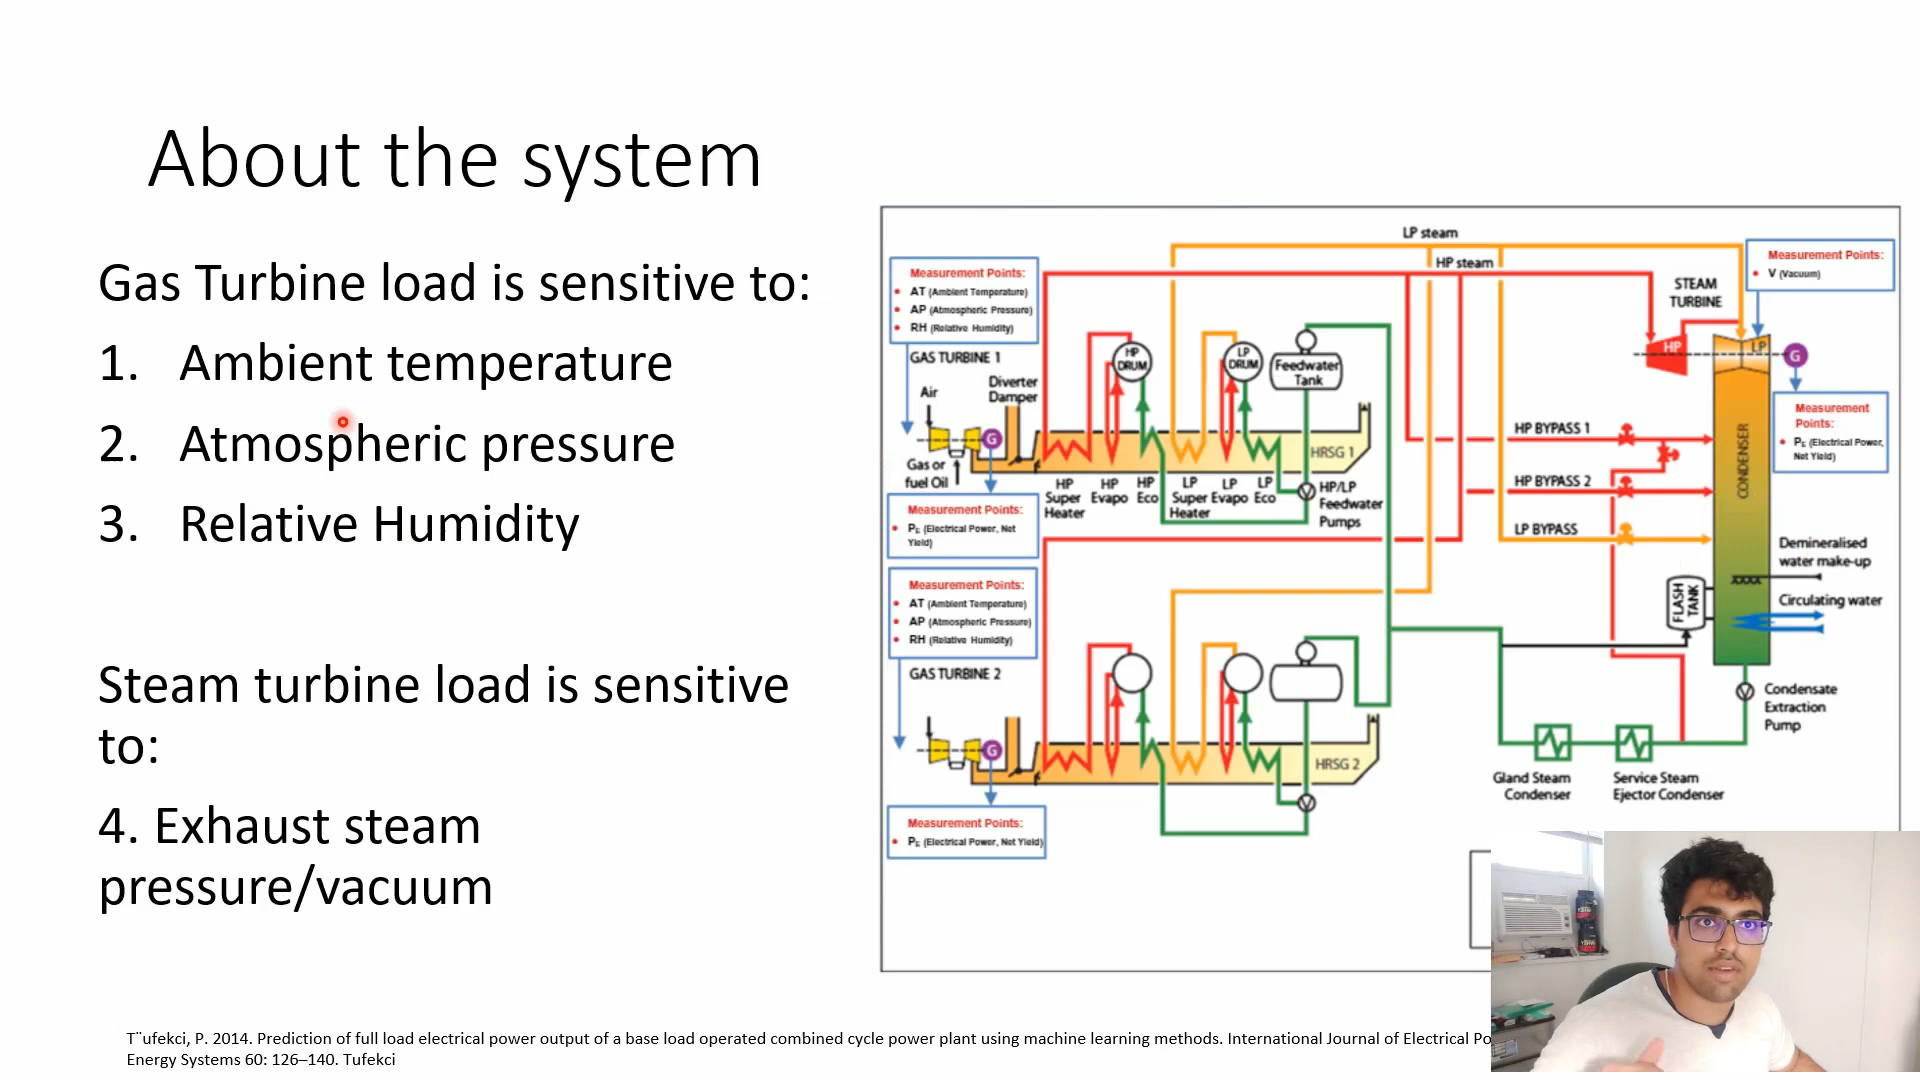 About the system
Gas Turbine load is sensitive to:
1. Ambient temperature
2. Atmospheric pressure
3. Relative Humidity
Steam turbine load is sensitive
to:
4. Exhaust steam
pressure/vacuum
LP steam
HP steam
Measurement Points:
AT (Ambient Temperature)
AP (Atmospheric Pressure)
RH (Relative Humidity)
GAS TURBINE 1
Air
Diverter
Damper
G
Gas or
fuel Oil
HP
DRUM
LP
DRUM
Feedwater
Tank
HRSG 1
HP
Super
Heater
HP
Evapo
HP
Eco
LP
Super
Heater
LP
Evapo
LP
Eco
HP/LP
Feedwater
Pumps
Measurement Points:
PE (Electrical Power, Net
Yield)
Measurement Points:
AT (Ambient Temperature)
AP (Atmospheric Pressure)
RH (Relative Humidity)
GAS TURBINE 2
G
HRSG 2
Measurement Points:
PE (Electrical Power, Net Yield)
STEAM
TURBINE
HP
LP
G
Measurement Points:
V (Vacuum)
Measurement
Points:
PE (Electrical Power,
Net Yield)
HP BYPASS 1
HP BYPASS 2
LP BYPASS
CONDENSER
FLASH
TANK
Demineralised
water make-up
Circulating water
Condensate
Extraction
Pump
Gland Steam
Condenser
Service Steam
Ejector Condenser
T¨ufekci, P. 2014. Prediction of full load electrical power output of a base load operated combined cycle power plant using machine learning methods. International Journal of Electrical Po
Energy Systems 60: 126–140. Tufekci